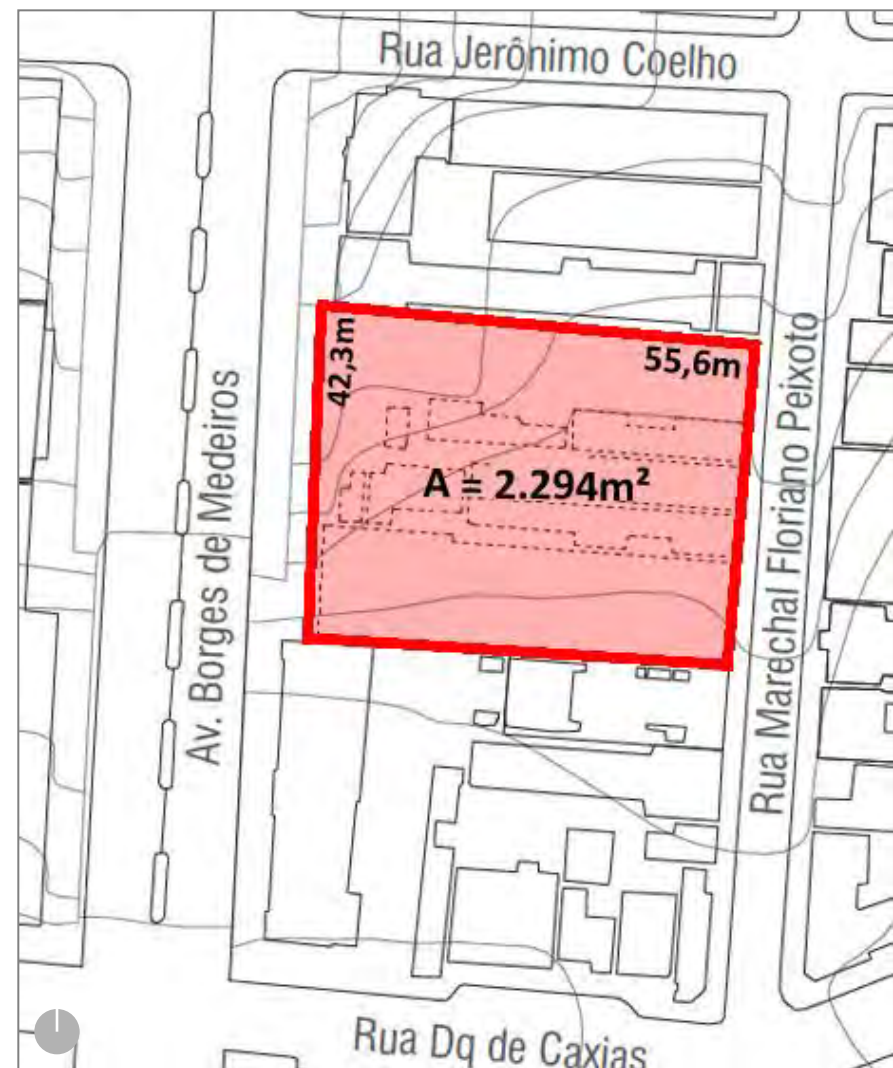 Rua Jerônimo Coelho
42,3m
55,6m
A = 2.294m²
Av. Borges de Medeiros
Rua Marechal Floriano Peixoto
Rua Dq de Caxias